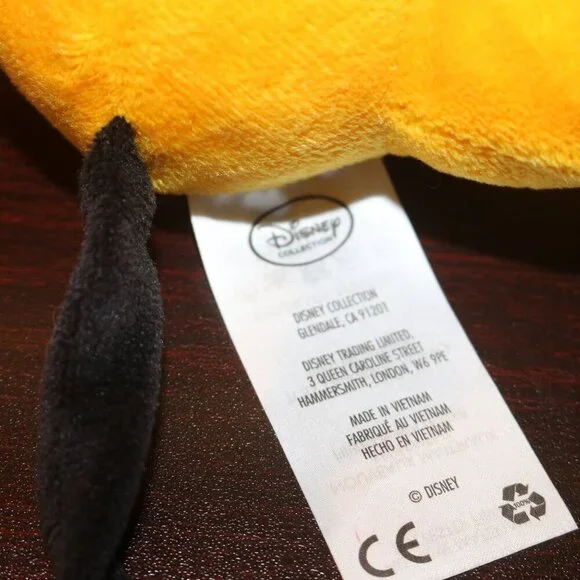 Disney
COLLECTION
DISNEY COLLECTION
GLENDALE, CA 91201
DISNEY TRADING LIMITED,
3 QUEEN CAROLINE STREET
HAMMERSMITH, LONDON, W6 9PE
MADE IN VIETNAM
FABRIQUÉ AU VIETNAM
HECHO EN VIETNAM
© DISNEY
100%
CE